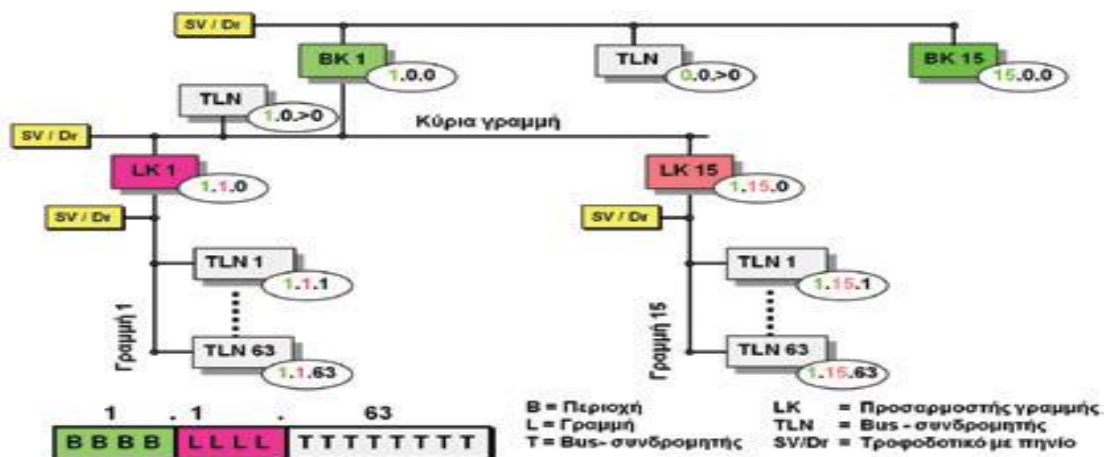 SV / Dr
BK 1
1.0.0
TLN
0.0.>0
BK 15
15.0.0
TLN
1.0.>0
Κύρια γραμμή
SV / Dr
LK 1
1.1.0
LK 15
1.15.0
SV / Dr
SV / Dr
TLN 1
1.1.1
TLN 1
1.15.1
Γραμμή 1
Γραμμή 15
TLN 63
1.1.63
TLN 63
1.15.63
1 . 1 . 63
B B B B L L L L T T T T T T T T
B = Περιοχή
L = Γραμμή
T = Bus- συνδρομητής
LK = Προσαρμοστής γραμμής
TLN = Bus - συνδρομητής
SV/Dr = Τροφοδοτικό με πηνίο